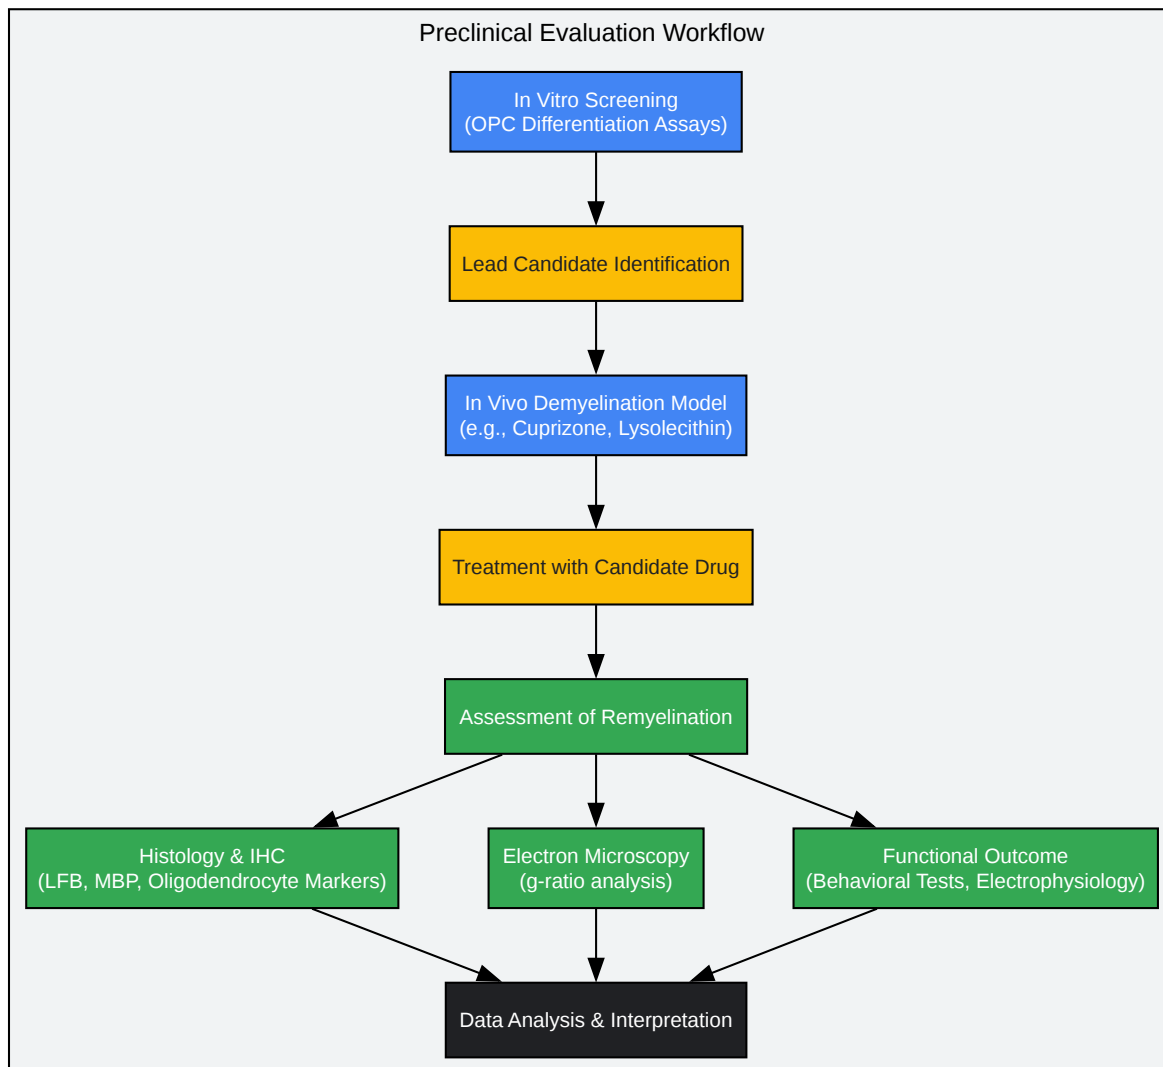 Preclinical Evaluation Workflow
In Vitro Screening
(OPC Differentiation Assays)
Lead Candidate Identification
In Vivo Demyelination Model
(e.g., Cuprizone, Lysolecithin)
Treatment with Candidate Drug
Assessment of Remyelination
Histology & IHC
(LFB, MBP, Oligodendrocyte Markers)
Electron Microscopy
(g-ratio analysis)
Functional Outcome
(Behavioral Tests, Electrophysiology)
Data Analysis & Interpretation